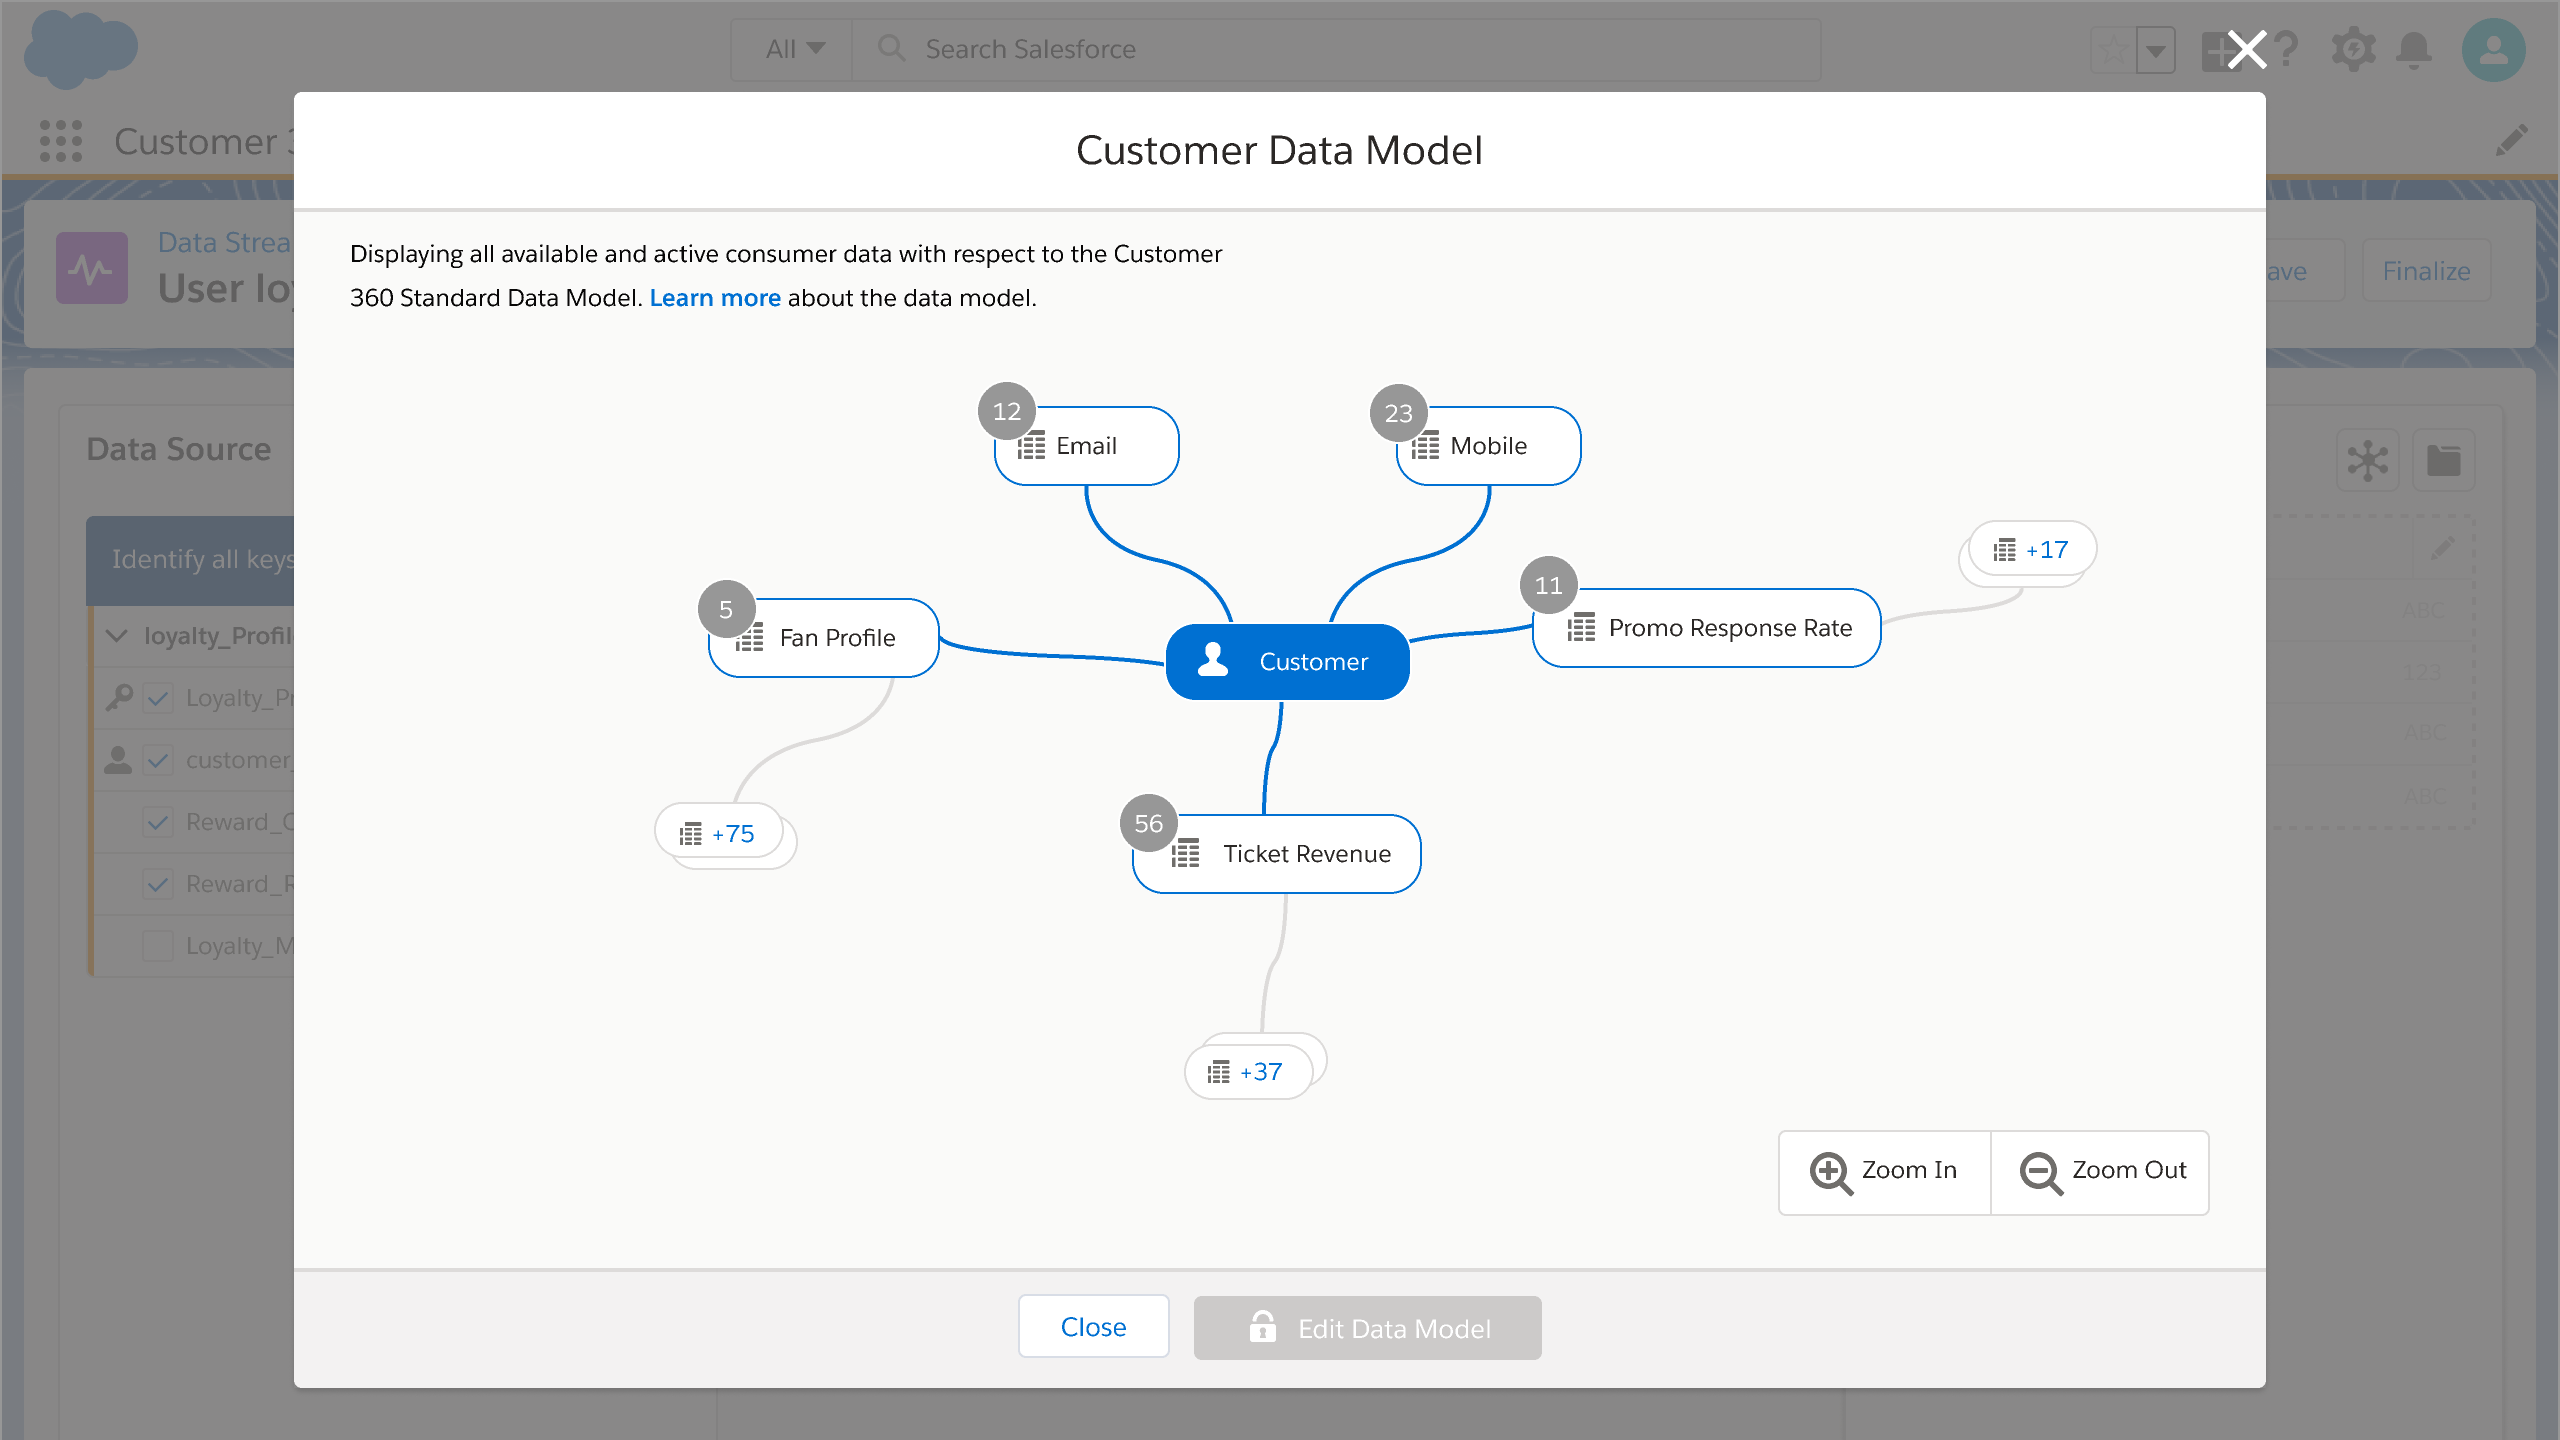 All
Search Salesforce
Customer 3
Customer Data Model
Data Strea
User lo
ave
Finalize
Displaying all available and active consumer data with respect to the Customer
360 Standard Data Model. Learn more about the data model.
Data Source
Identify all keys
loyalty_Profil
Loyalty_Pr
customer_
Reward_C
Reward_R
Loyalty_M
12
Email
23
Mobile
+17
11
Promo Response Rate
5
Fan Profile
Customer
+75
56
Ticket Revenue
+37
ABC
123
ABC
ABC
Zoom In
Zoom Out
Close
Edit Data Model